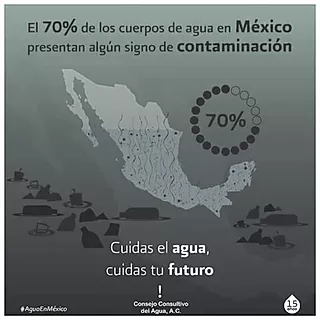 El 70% de los cuerpos de agua en México
presentan algún signo de contaminación
70%
Cuidas el agua,
cuidas tu futuro
!
Consejo Consultivo
del Agua, A.C.
#AguaEnMéxico
15
años